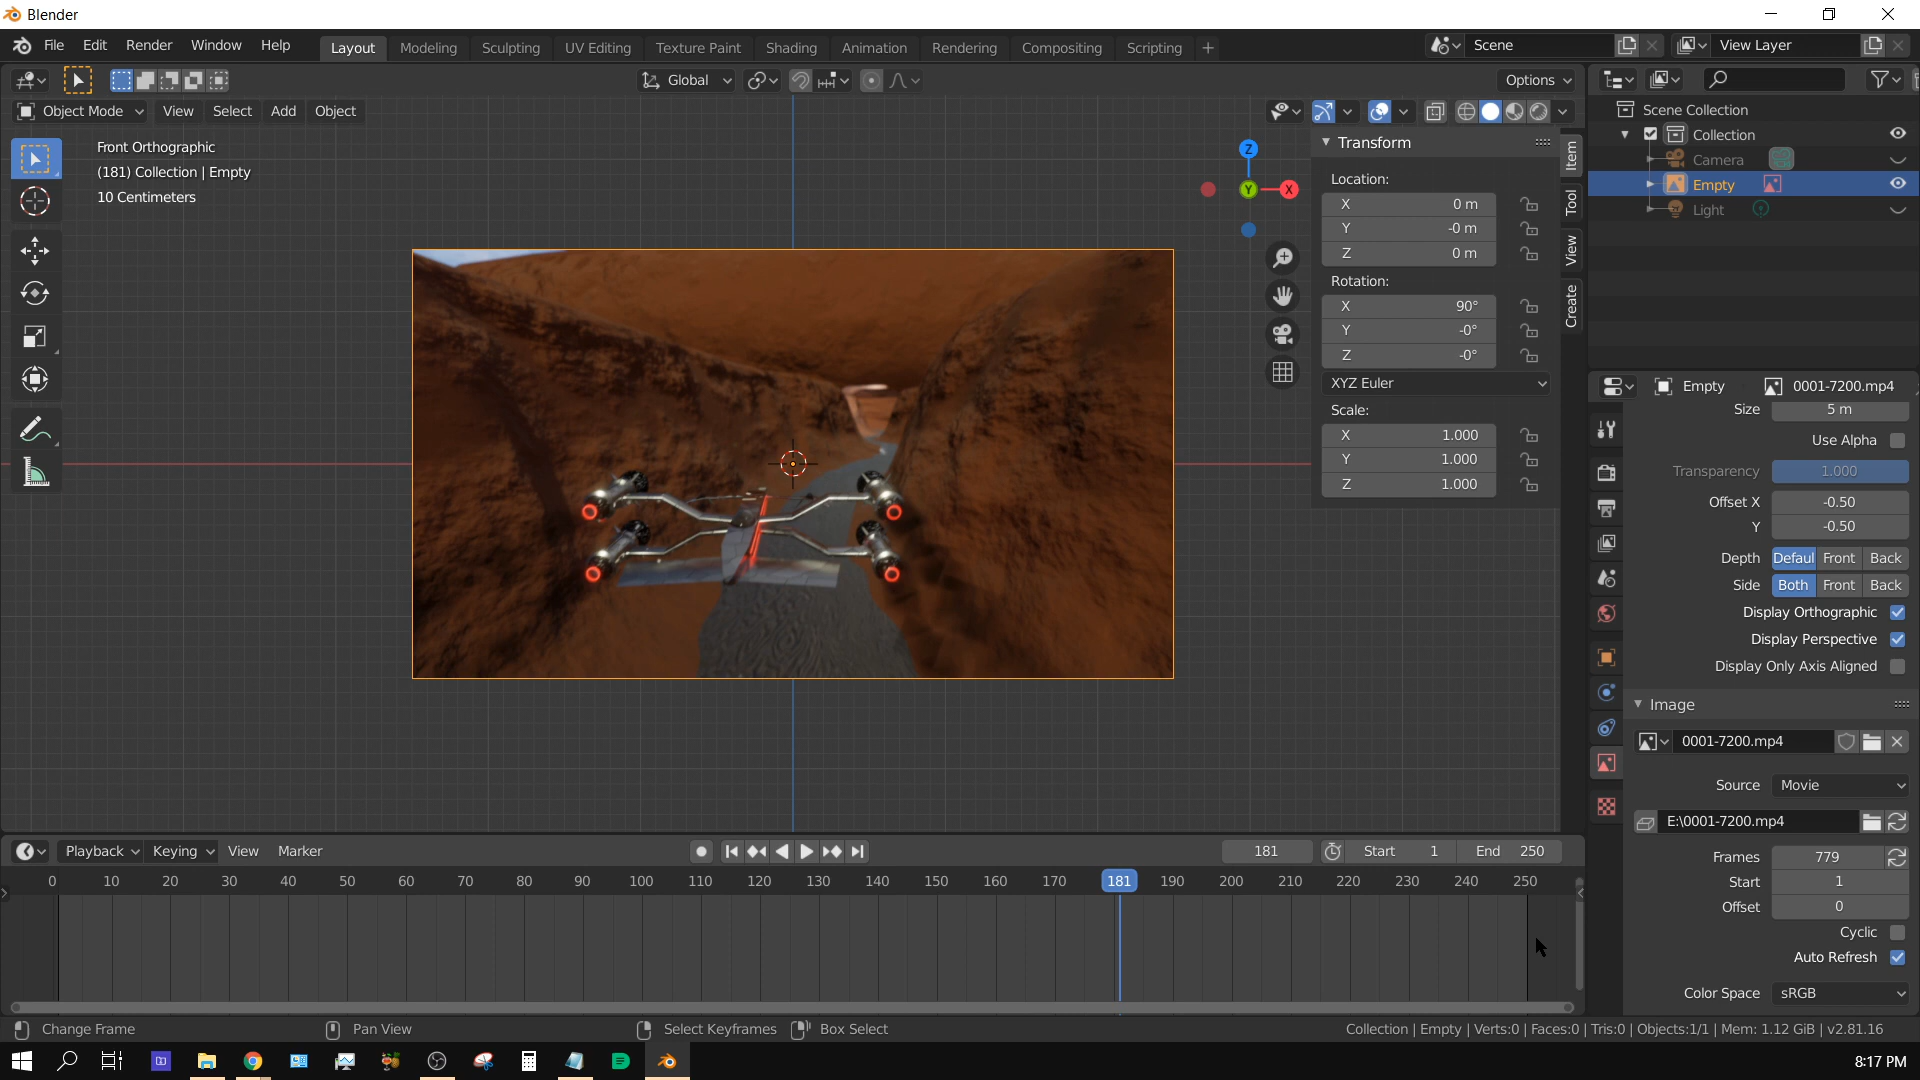 Blender
File Edit Render Window Help Layout Modeling Sculpting UV Editing Texture Paint Shading Animation Rendering Compositing Scripting + Scene View Layer
Global Options
Object Mode View Select Add Object
Front Orthographic
(181) Collection | Empty
10 Centimeters
Z
Y
X
Transform
Location:
X 0 m
Y -0 m
Z 0 m
Rotation:
X 90°
Y -0°
Z -0°
XYZ Euler
Scale:
X 1.000
Y 1.000
Z 1.000
Item
Tool
View
Create
Scene Collection
Collection
Camera
Empty
Light
Empty 0001-7200.mp4
Size 5 m
Use Alpha
Transparency 1.000
Offset X -0.50
Y -0.50
Depth Defaul Front Back
Side Both Front Back
Display Orthographic
Display Perspective
Display Only Axis Aligned
Image
0001-7200.mp4
Source Movie
E:\0001-7200.mp4
Frames 779
Start 1
Offset 0
Cyclic
Auto Refresh
Color Space sRGB
Playback Keying View Marker 181 Start 1 End 250
0 10 20 30 40 50 60 70 80 90 100 110 120 130 140 150 160 170 181 190 200 210 220 230 240 250
Change Frame Pan View Select Keyframes Box Select Collection | Empty | Verts:0 | Faces:0 | Tris:0 | Objects:1/1 | Mem: 1.12 GiB | v2.81.16
8:17 PM